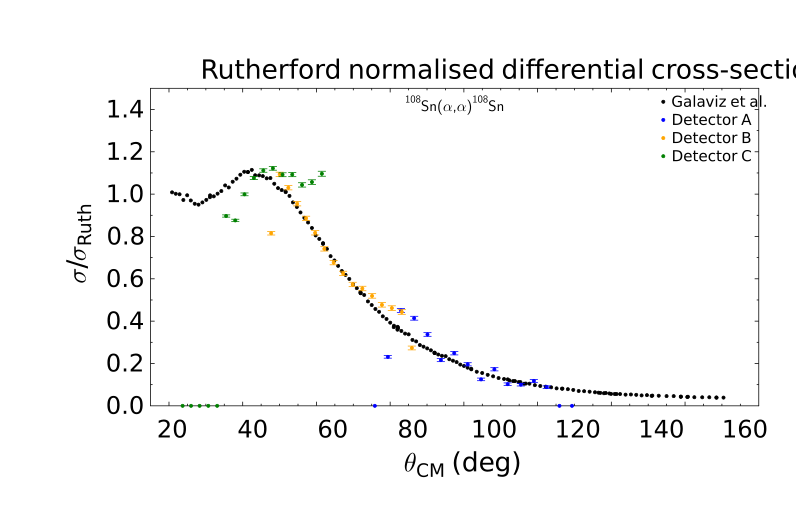 Rutherford normalised differential cross-sectio
¹⁰⁸Sn(α,α)¹⁰⁸Sn
Galaviz et al.
Detector A
Detector B
Detector C
σ/σRuth
1.4
1.2
1.0
0.8
0.6
0.4
0.2
0.0
20 40 60 80 100 120 140 160
θCM (deg)